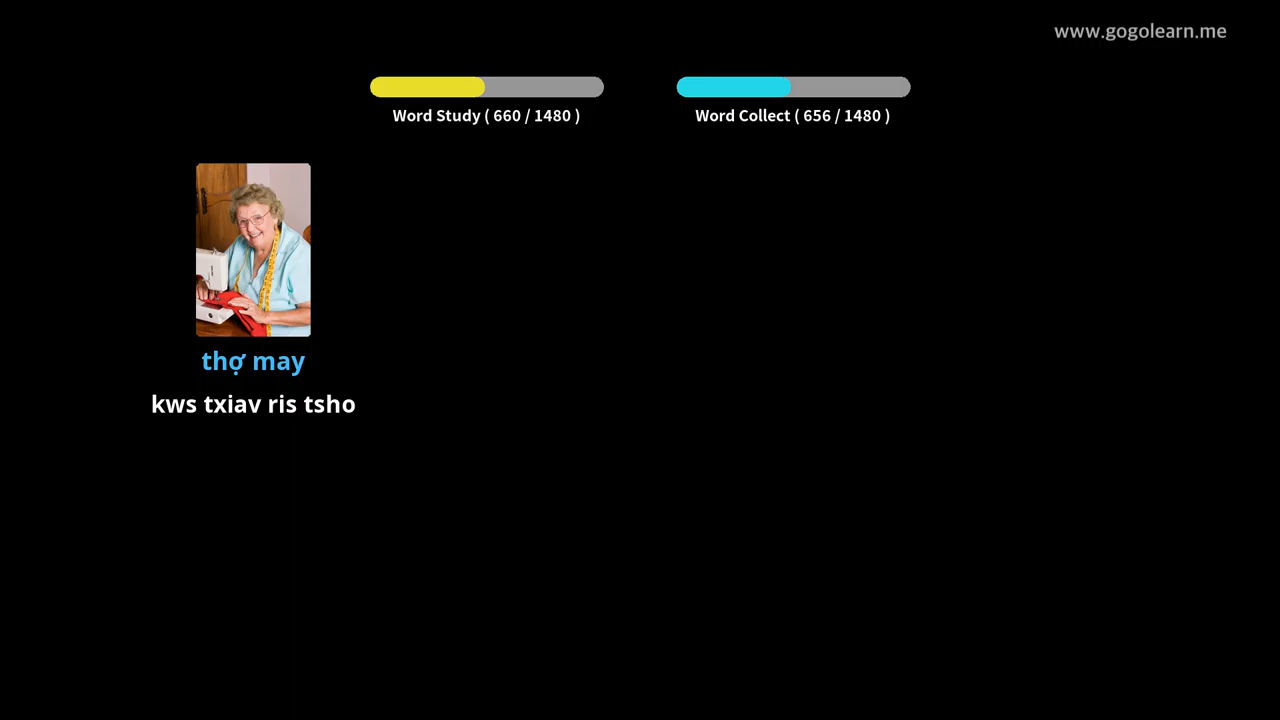 www.gogolearn.me
Word Study ( 660 / 1480 )
Word Collect ( 656 / 1480 )
thợ may
kws txiav ris tsho